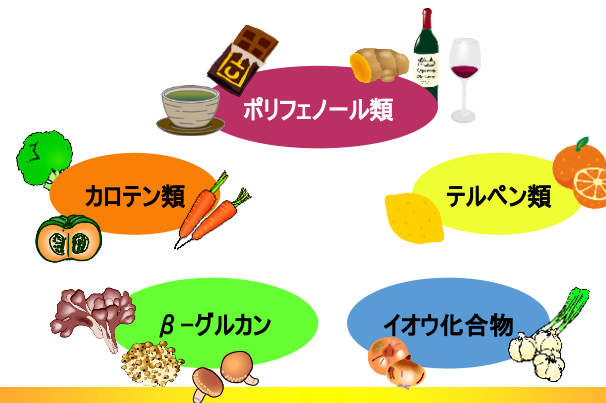 ポリフェノール類
カロテン類
テルペン類
β-グルカン
イオウ化合物